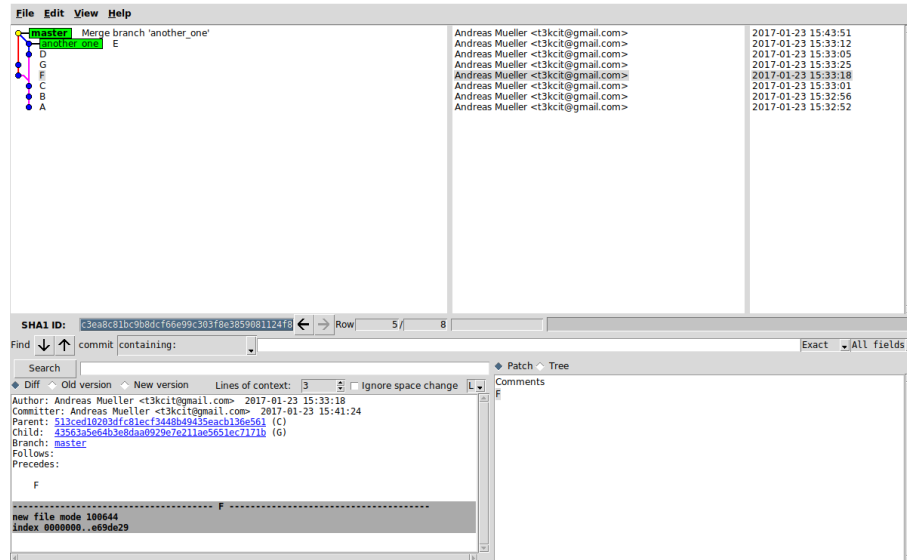 File Edit View Help
master Merge branch 'another_one' Andreas Mueller <t3kcit@gmail.com> 2017-01-23 15:43:51
another_one E Andreas Mueller <t3kcit@gmail.com> 2017-01-23 15:33:12
D Andreas Mueller <t3kcit@gmail.com> 2017-01-23 15:33:05
G Andreas Mueller <t3kcit@gmail.com> 2017-01-23 15:33:25
F Andreas Mueller <t3kcit@gmail.com> 2017-01-23 15:33:18
C Andreas Mueller <t3kcit@gmail.com> 2017-01-23 15:33:01
B Andreas Mueller <t3kcit@gmail.com> 2017-01-23 15:32:56
A Andreas Mueller <t3kcit@gmail.com> 2017-01-23 15:32:52
SHA1 ID: c3ea8c81bc9b8dcf66e99c303f8e3859081124f8 Row 5 / 8
Find commit containing: Exact All fields
Search
Diff Old version New version Lines of context: 3 Ignore space change L
Author: Andreas Mueller <t3kcit@gmail.com> 2017-01-23 15:33:18
Committer: Andreas Mueller <t3kcit@gmail.com> 2017-01-23 15:41:24
Parent: 513ced10203dfc81ecf3448b49435eacb136e561 (C)
Child: 43563a5e64b3e8daa0929e7e211ae5651ec7171b (G)
Branch: master
Follows:
Precedes:
F
---------------------------------- F ----------------------------------
new file mode 100644
index 0000000..e69de29
Patch Tree
Comments
F